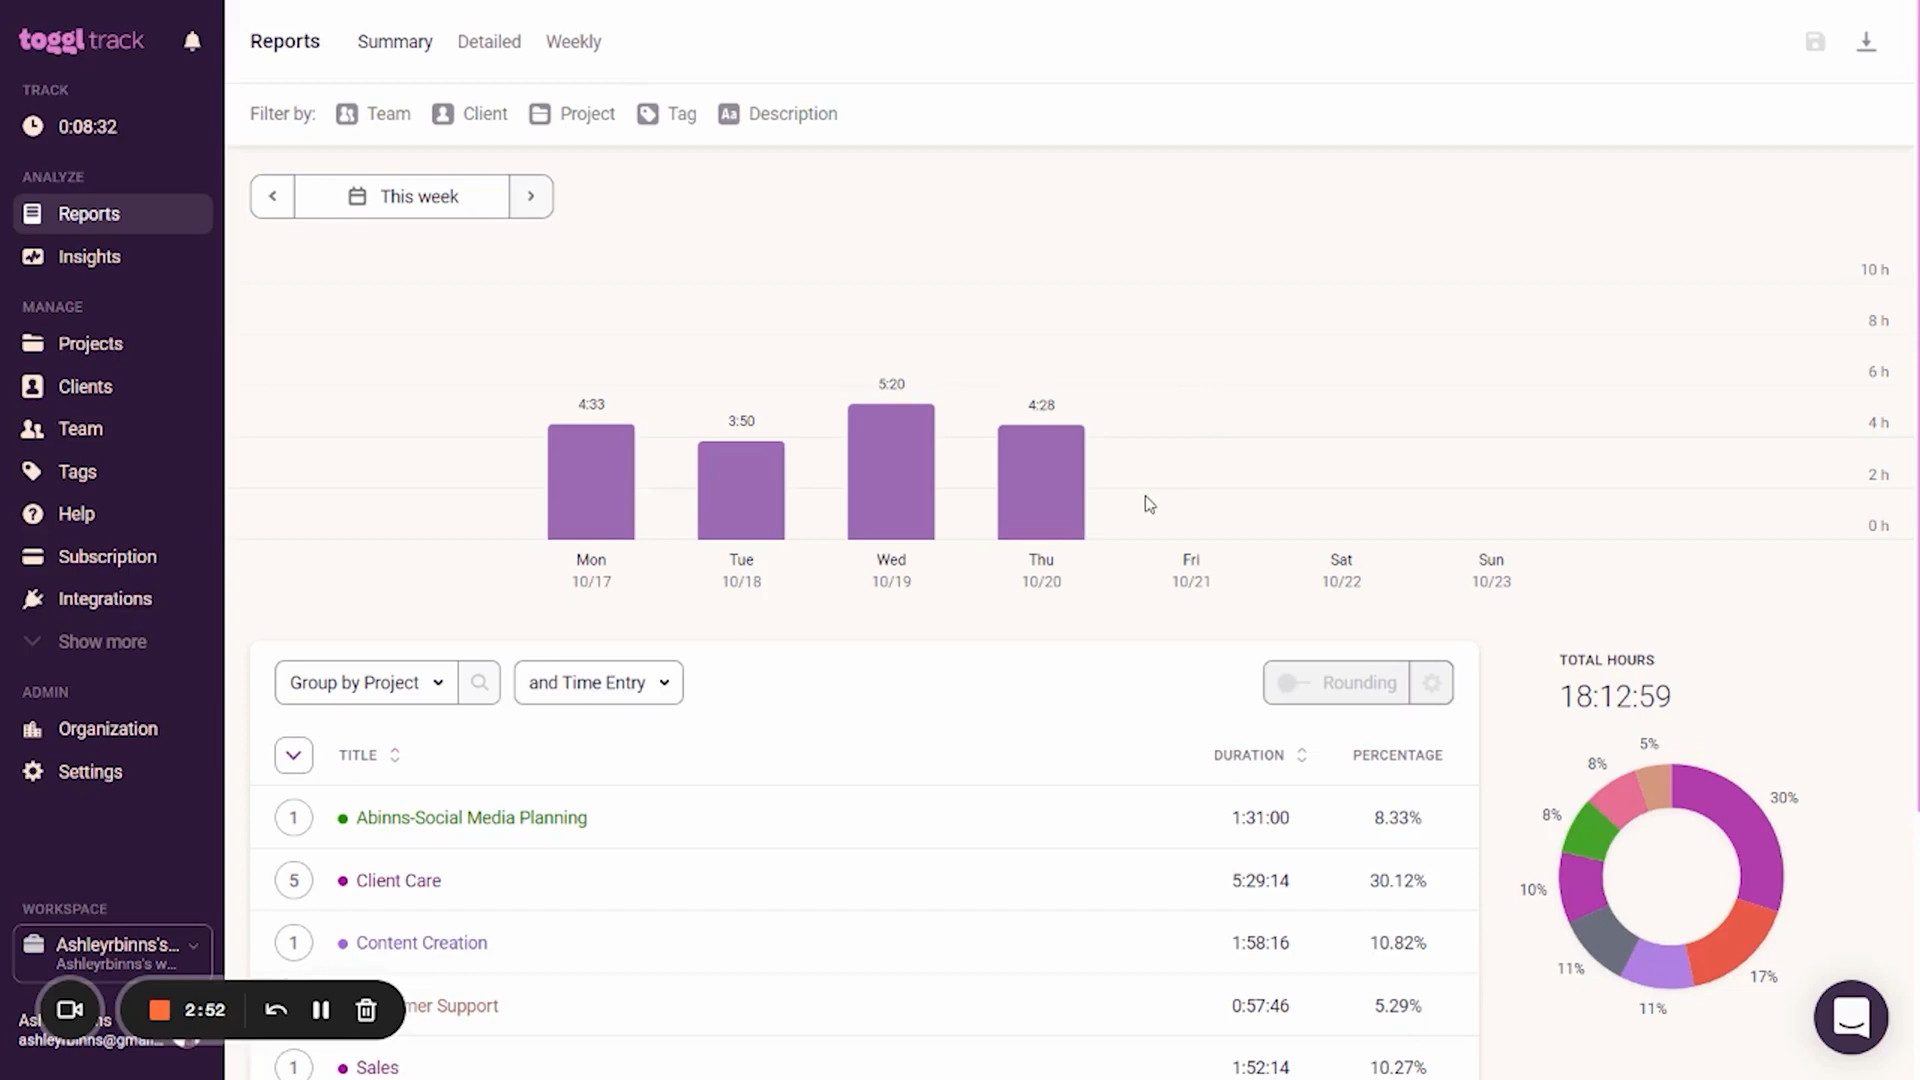 toggl track
TRACK
0:08:32
ANALYZE
Reports
Insights
MANAGE
Projects
Clients
Team
Tags
Help
Subscription
Integrations
Show more
ADMIN
Organization
Settings
WORKSPACE
Ashleyrbinns's...
Ashleyrbinns's w...
2:52
Reports Summary Detailed Weekly
Filter by: Team Client Project Aa Tag Description
This week
10 h
8 h
6 h
4 h
2 h
0 h
4:33
3:50
5:20
4:28
Mon Tue Wed Thu Fri Sat Sun
10/17 10/18 10/19 10/20 10/21 10/22 10/23
Group by Project and Time Entry Rounding
TITLE DURATION PERCENTAGE
1 Abinns-Social Media Planning 1:31:00 8.33%
5 Client Care 5:29:14 30.12%
1 Content Creation 1:58:16 10.82%
mer Support 0:57:46 5.29%
1 Sales 1:52:14 10.27%
TOTAL HOURS
18:12:59
5%
8%
30%
8%
10%
17%
11%
11%